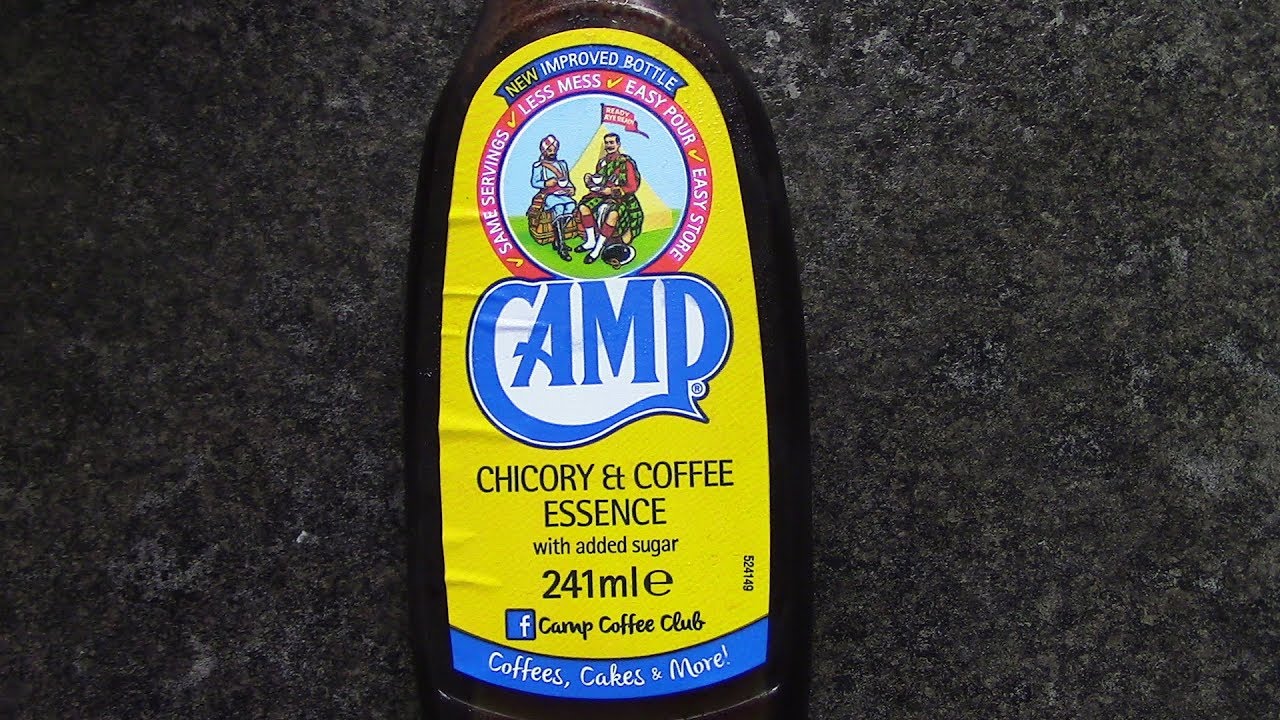 NEW IMPROVED BOTTLE
✓ SAME SERVINGS ✓ LESS MESS ✓ EASY POUR ✓ EASY STORE
READY
AYE READY
CAMP®
CHICORY & COFFEE
ESSENCE
with added sugar
241ml℮
524149
f Camp Coffee Club
Coffees, Cakes & More!